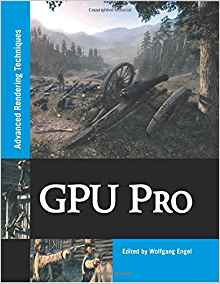 Advanced Rendering Techniques
GPU PRO
Edited by Wolfgang Engel